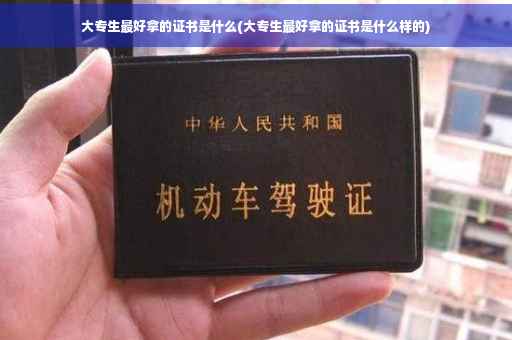 大专生最好拿的证书是什么(大专生最好拿的证书是什么样的)
中华人民共和国
机动车驾驶证